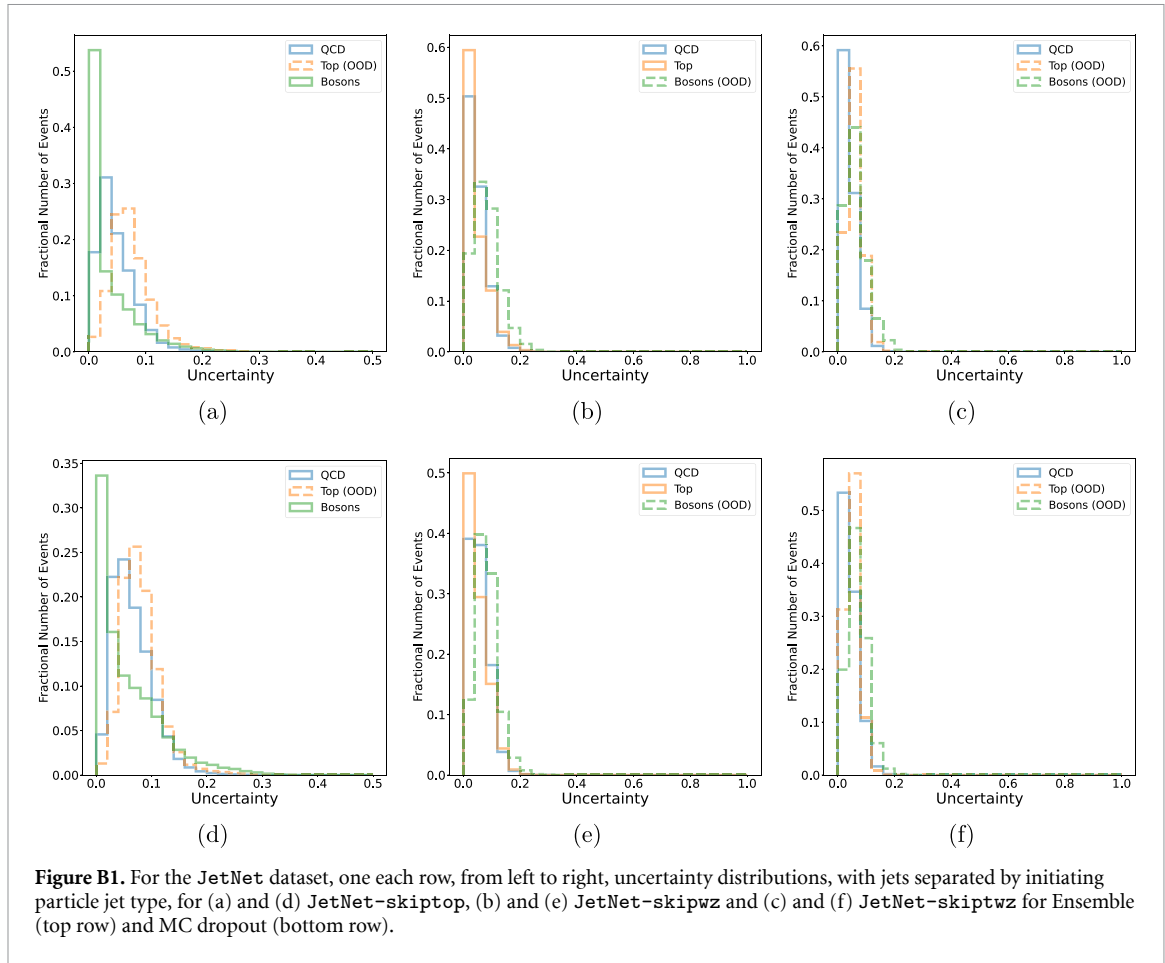 QCD
Top (OOD)
Bosons
Fractional Number of Events
0.5
0.4
0.3
0.2
0.1
0.0
0.0 0.1 0.2 0.3 0.4 0.5
Uncertainty
(a)
QCD
Top
Bosons (OOD)
Fractional Number of Events
0.6
0.5
0.4
0.3
0.2
0.1
0.0
0.0 0.2 0.4 0.6 0.8 1.0
Uncertainty
(b)
QCD
Top (OOD)
Bosons (OOD)
Fractional Number of Events
0.6
0.5
0.4
0.3
0.2
0.1
0.0
0.0 0.2 0.4 0.6 0.8 1.0
Uncertainty
(c)
QCD
Top (OOD)
Bosons
Fractional Number of Events
0.35
0.30
0.25
0.20
0.15
0.10
0.05
0.00
0.0 0.1 0.2 0.3 0.4 0.5
Uncertainty
(d)
QCD
Top
Bosons (OOD)
Fractional Number of Events
0.5
0.4
0.3
0.2
0.1
0.0
0.0 0.2 0.4 0.6 0.8 1.0
Uncertainty
(e)
QCD
Top (OOD)
Bosons (OOD)
Fractional Number of Events
0.5
0.4
0.3
0.2
0.1
0.0
0.0 0.2 0.4 0.6 0.8 1.0
Uncertainty
(f)
Figure B1. For the JetNet dataset, one each row, from left to right, uncertainty distributions, with jets separated by initiating
particle jet type, for (a) and (d) JetNet-skiptop, (b) and (e) JetNet-skipwz and (c) and (f) JetNet-skiptwz for Ensemble
(top row) and MC dropout (bottom row).